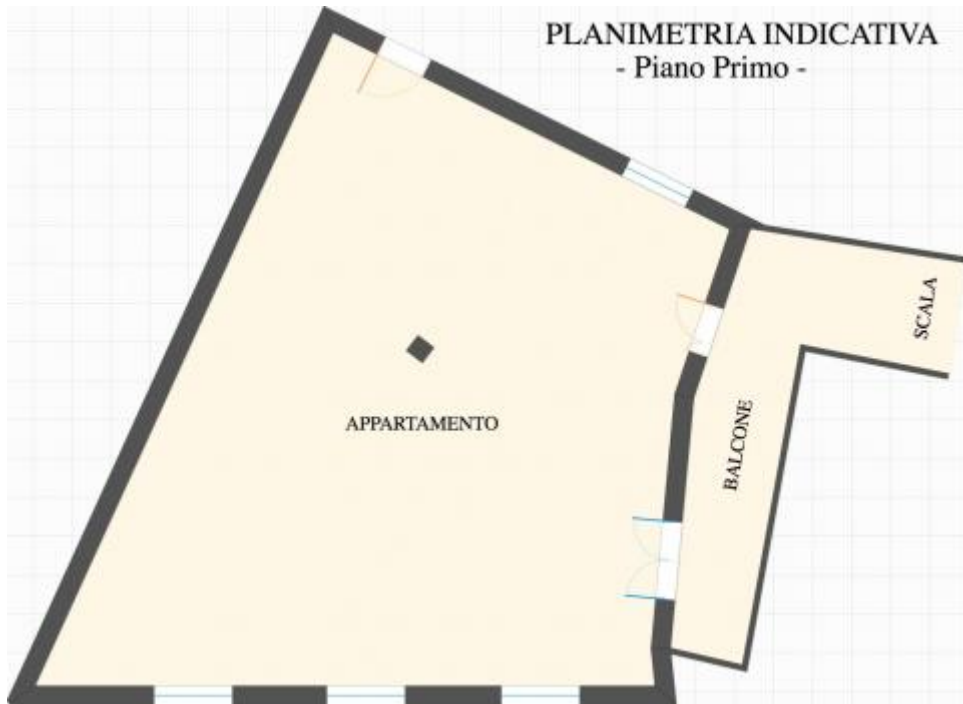 PLANIMETRIA INDICATIVA
- Piano Primo -
SCALA
APPARTAMENTO
BALCONE